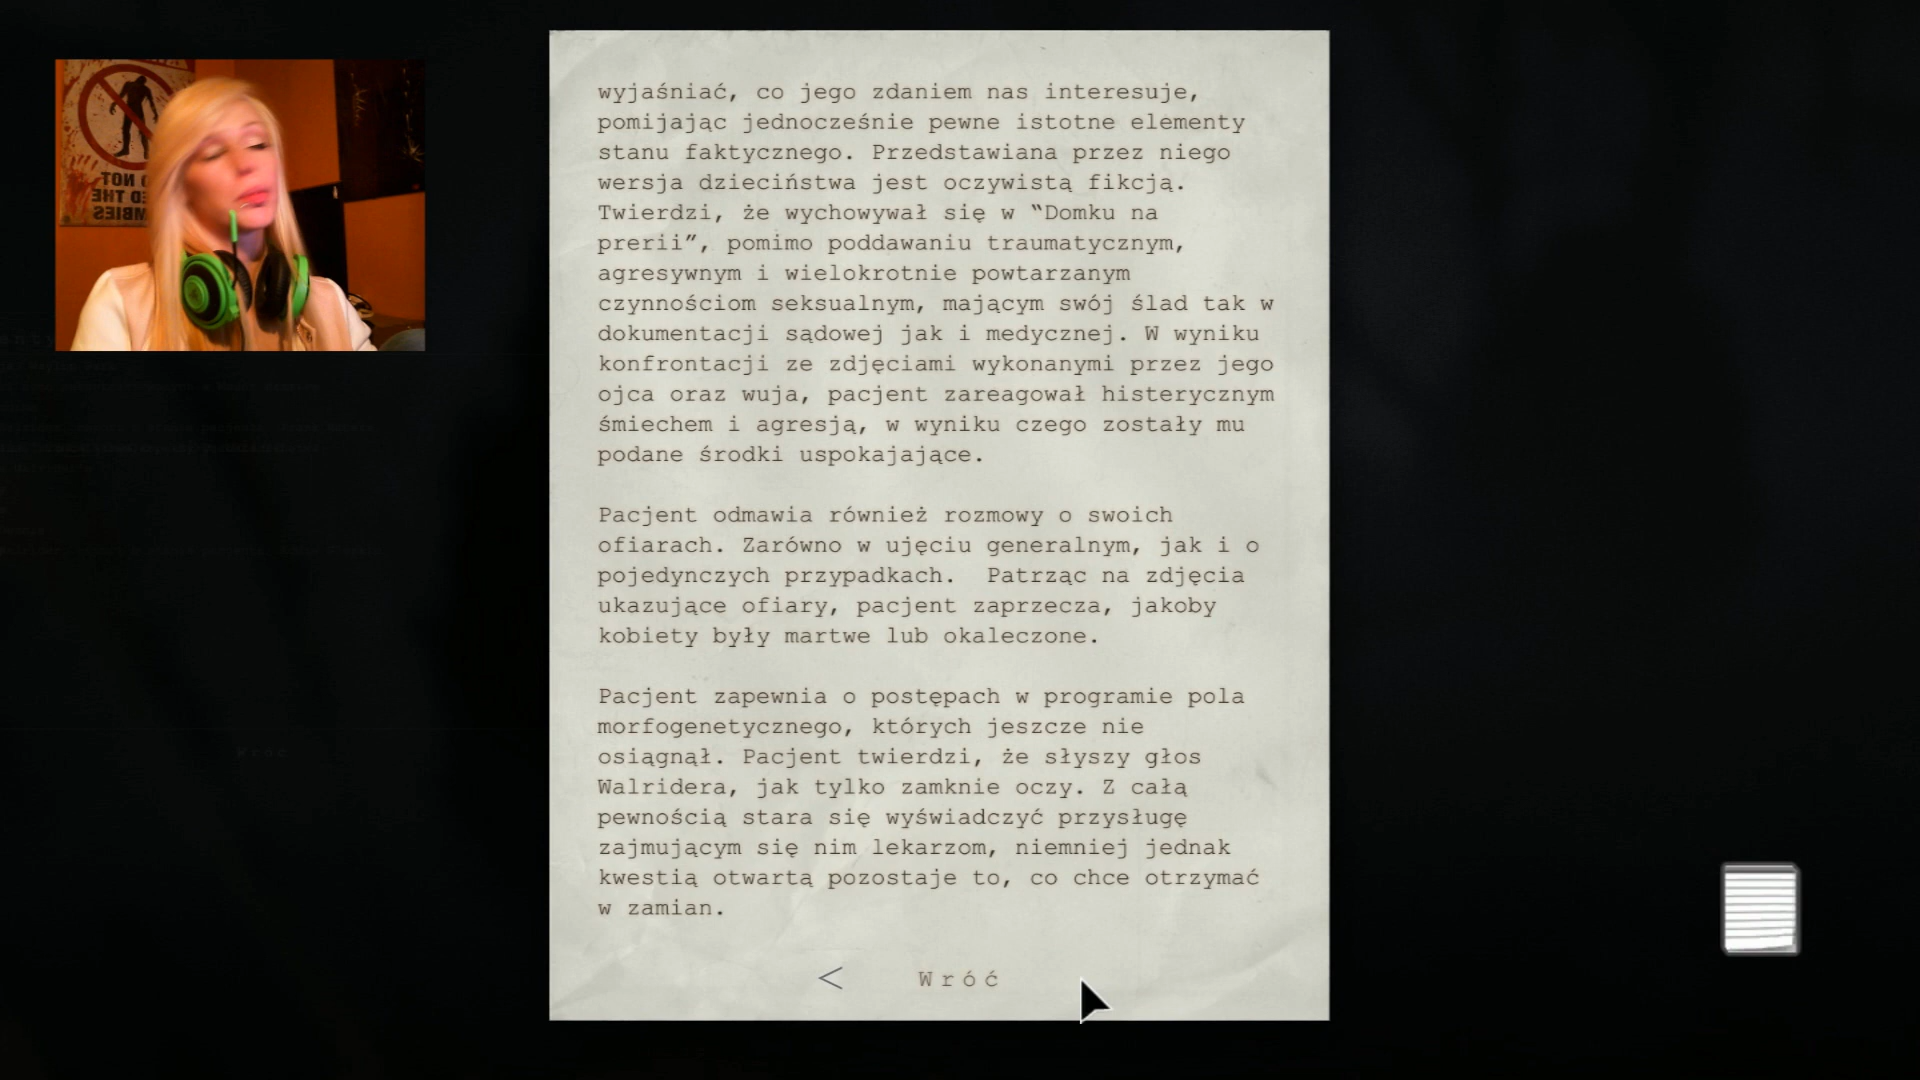 wyjaśniać, co jego zdaniem nas interesuje,
pomijając jednocześnie pewne istotne elementy
stanu faktycznego. Przedstawiana przez niego
wersja dzieciństwa jest oczywistą fikcją.
Twierdzi, że wychowywał się w “Domku na
prerii”, pomimo poddawaniu traumatycznym,
agresywnym i wielokrotnie powtarzanym
czynnościom seksualnym, mającym swój ślad tak w
dokumentacji sądowej jak i medycznej. W wyniku
konfrontacji ze zdjęciami wykonanymi przez jego
ojca oraz wuja, pacjent zareagował histerycznym
śmiechem i agresją, w wyniku czego zostały mu
podane środki uspokajające.
Pacjent odmawia również rozmowy o swoich
ofiarach. Zarówno w ujęciu generalnym, jak i o
pojedynczych przypadkach. Patrząc na zdjęcia
ukazujące ofiary, pacjent zaprzecza, jakoby
kobiety były martwe lub okaleczone.
Pacjent zapewnia o postępach w programie pola
morfogenetycznego, których jeszcze nie
osiągnął. Pacjent twierdzi, że słyszy głos
Walridera, jak tylko zamknie oczy. Z całą
pewnością stara się wyświadczyć przysługę
zajmującym się nim lekarzom, niemniej jednak
kwestią otwartą pozostaje to, co chce otrzymać
w zamian.
< Wróć
NOT
THE
Wróć